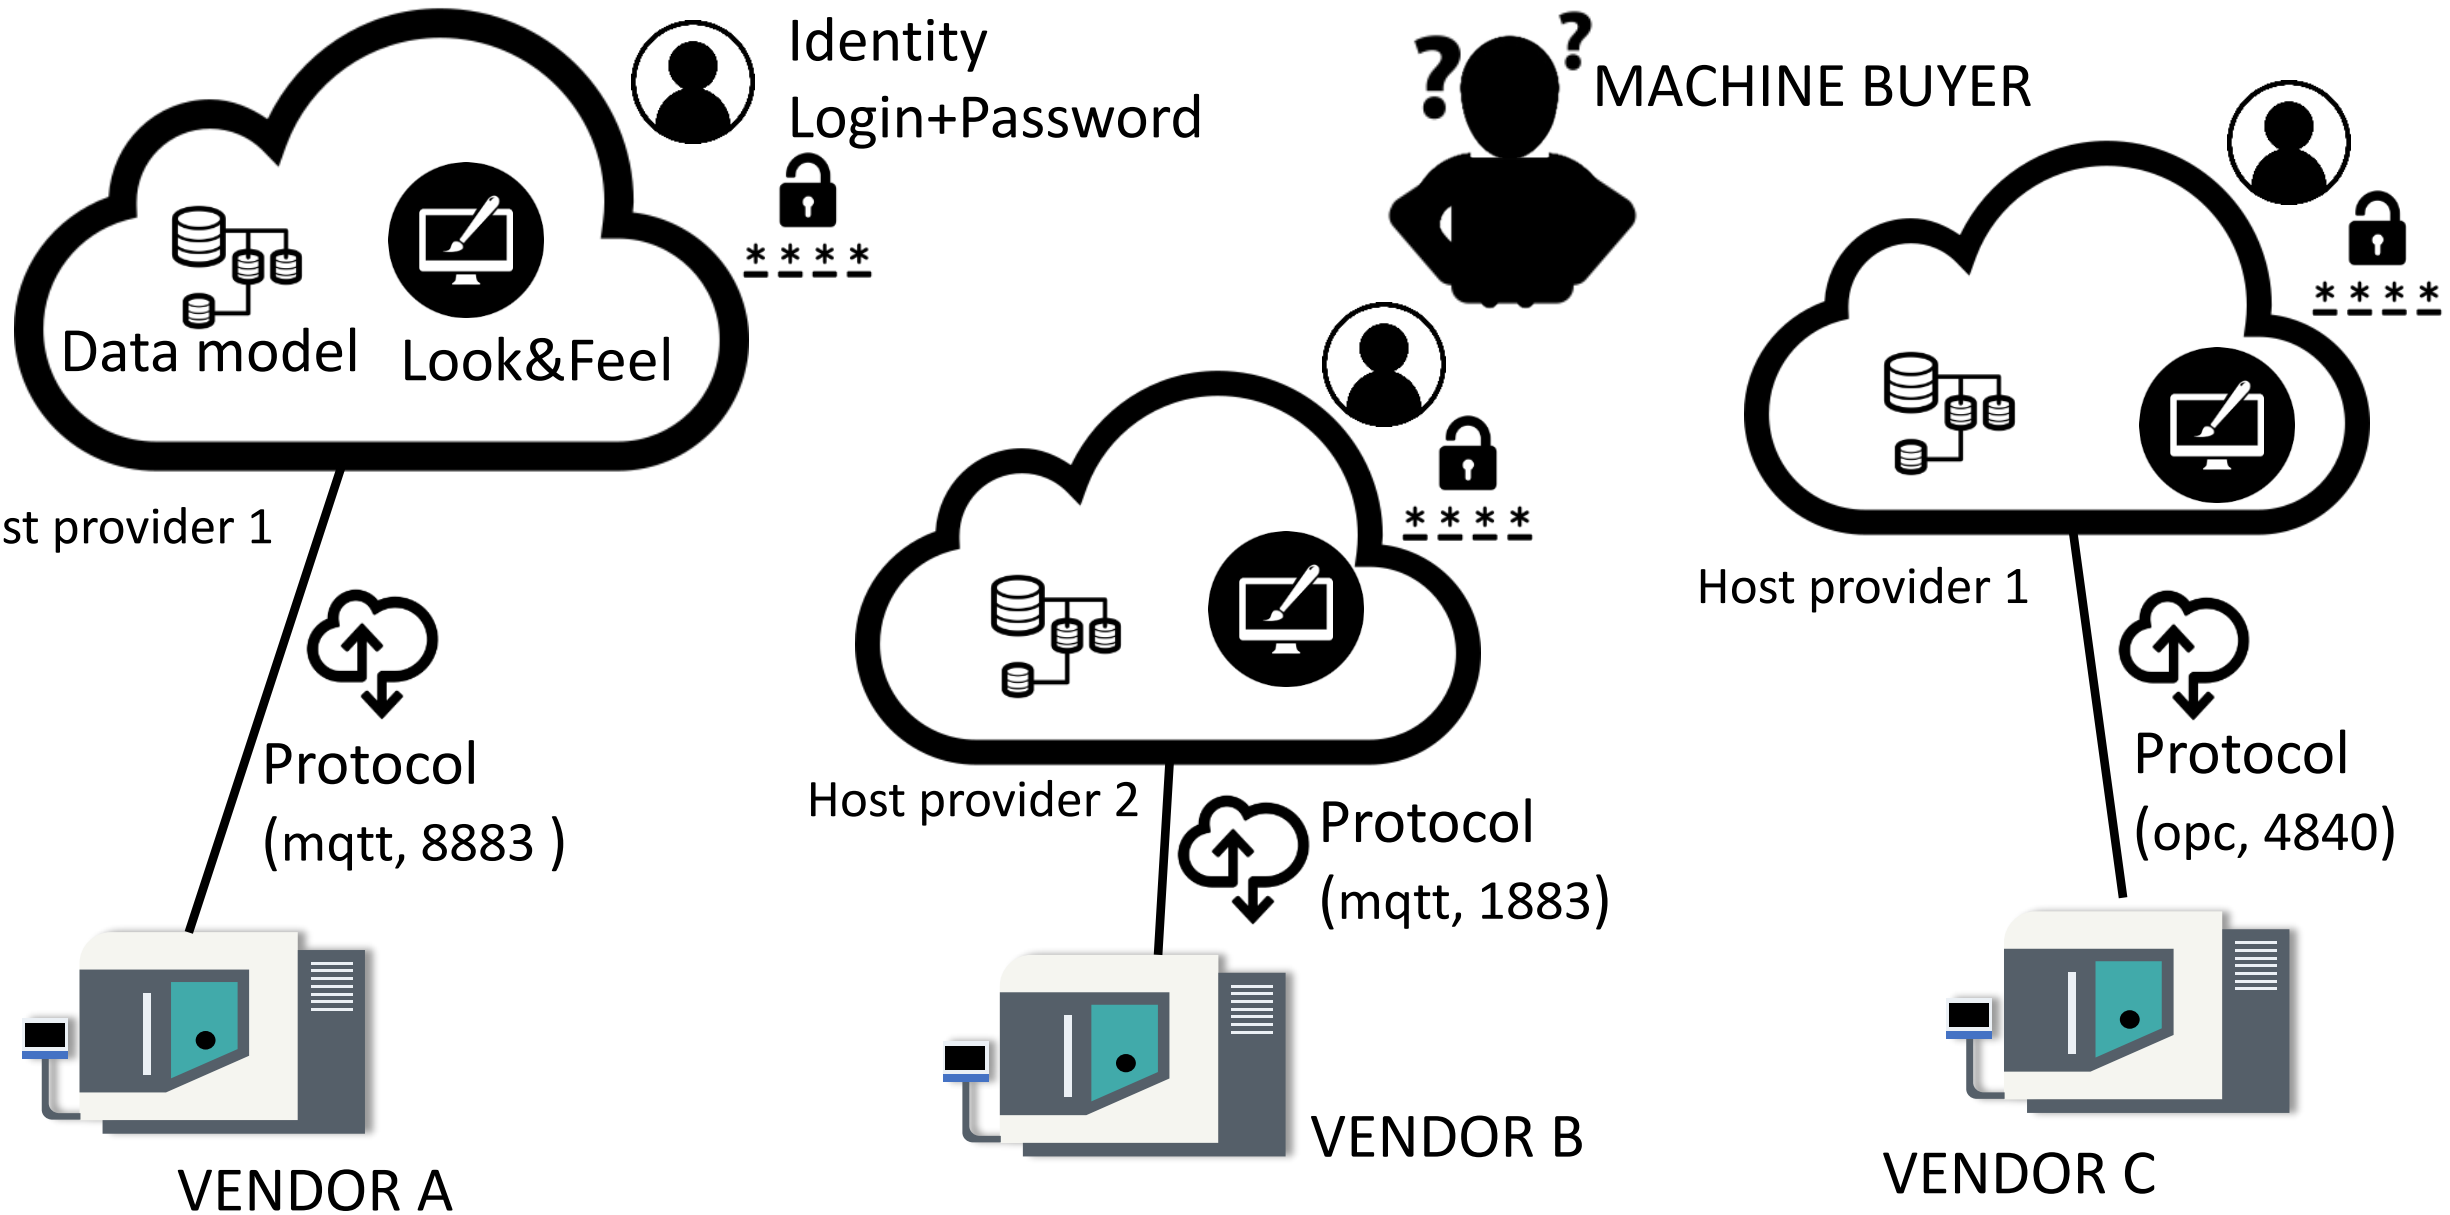 Identity
Login+Password
* * * *
Data model
Look&Feel
st provider 1
Protocol
(mqtt, 8883 )
VENDOR A
? ?
MACHINE BUYER
* * * *
Host provider 2
Protocol
(mqtt, 1883)
VENDOR B
* * * *
Host provider 1
Protocol
(opc, 4840)
VENDOR C